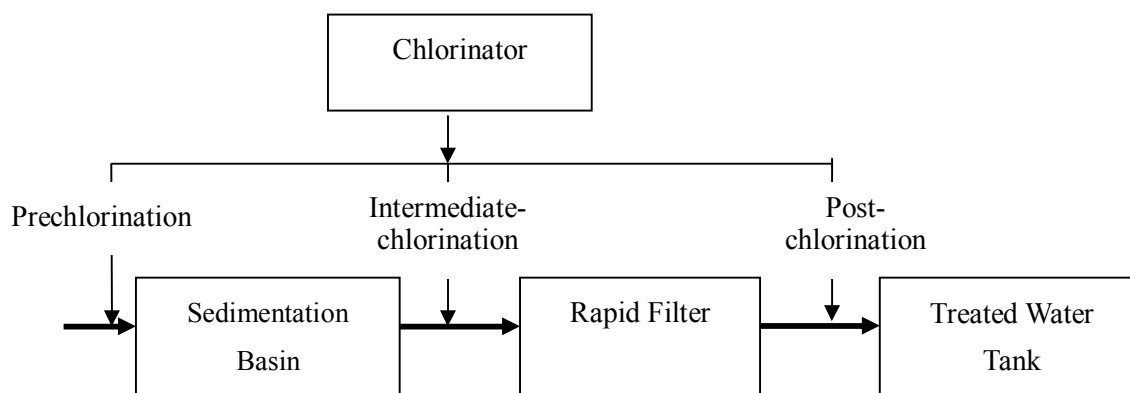 Chlorinator
Prechlorination
Intermediate-
chlorination
Post-
chlorination
Sedimentation
Basin
Rapid Filter
Treated Water
Tank